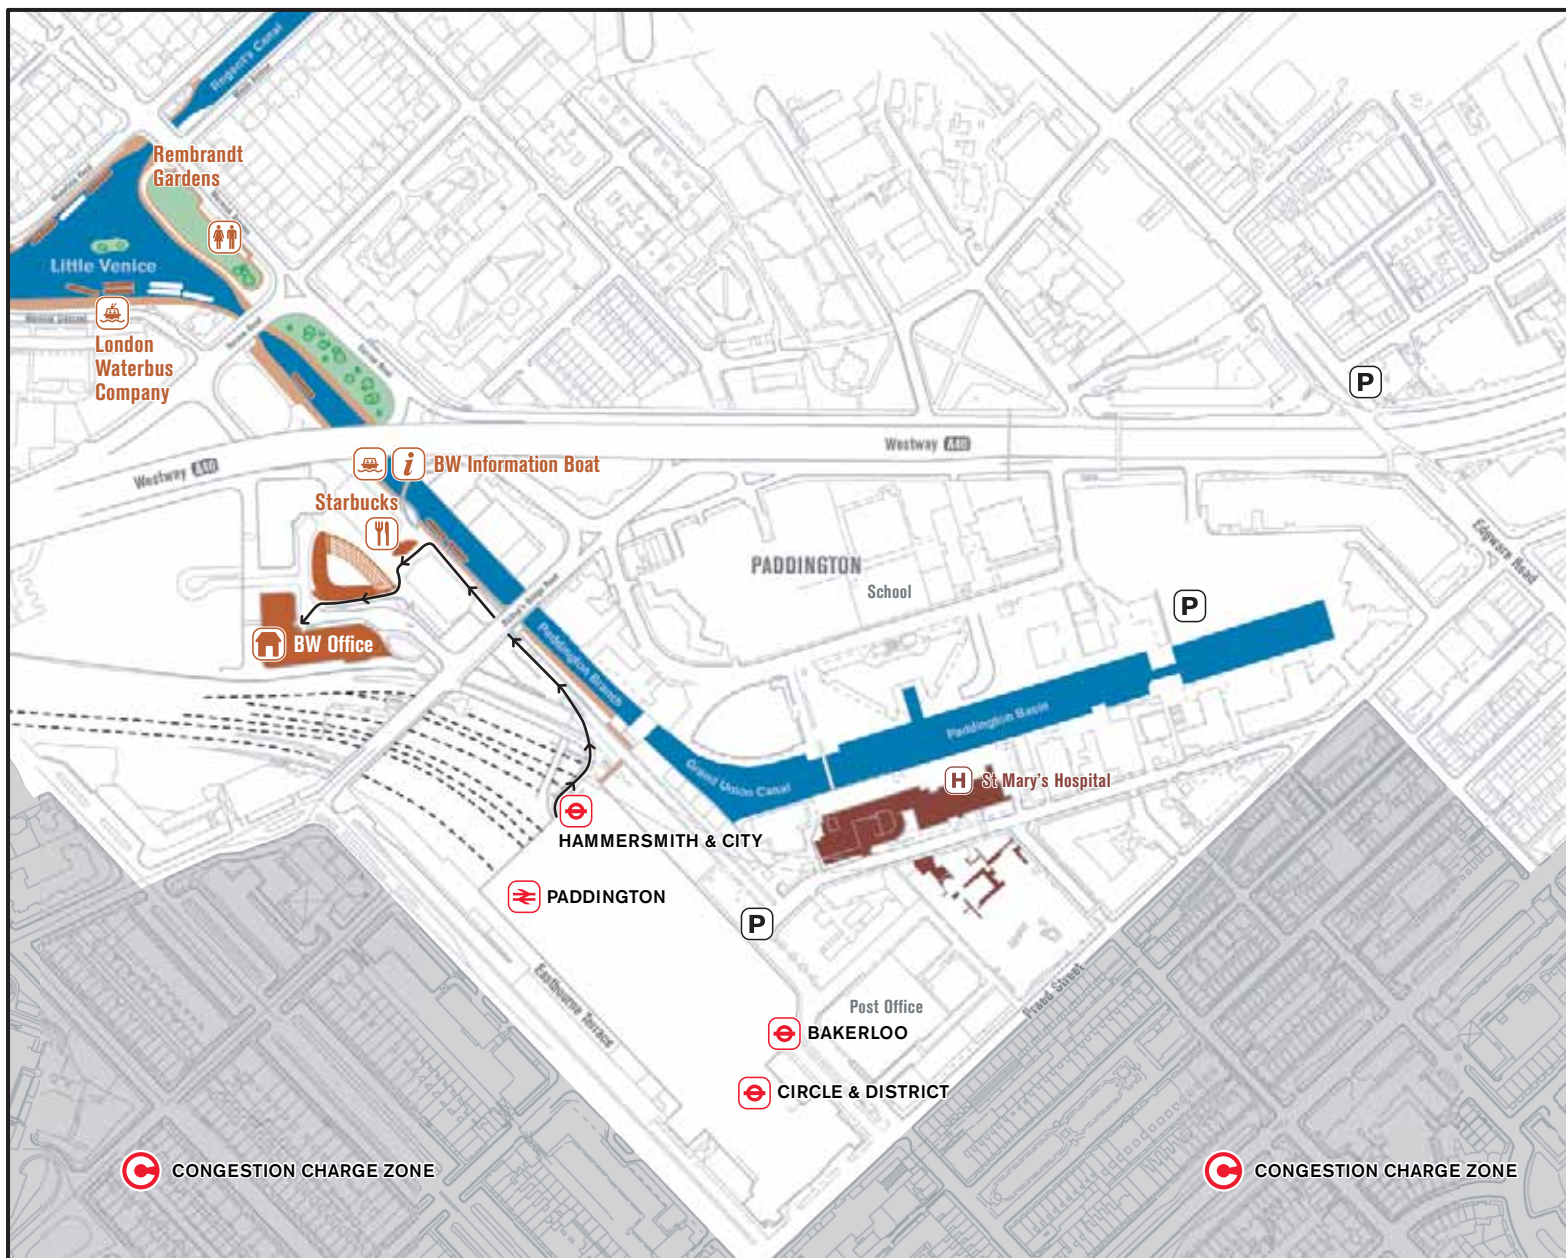 Regent's Canal
Rembrandt
Gardens
Little Venice
London
Waterbus
Company
P
Westway A40
Westway A40
i BW Information Boat
Starbucks
Edgware Road
PADDINGTON
School
P
BW Office
Paddington Branch
Paddington Basin
Grand Union Canal
H St Mary's Hospital
HAMMERSMITH & CITY
PADDINGTON
P
Eastbourne Terrace
Praed Street
Post Office
BAKERLOO
CIRCLE & DISTRICT
C CONGESTION CHARGE ZONE
C CONGESTION CHARGE ZONE